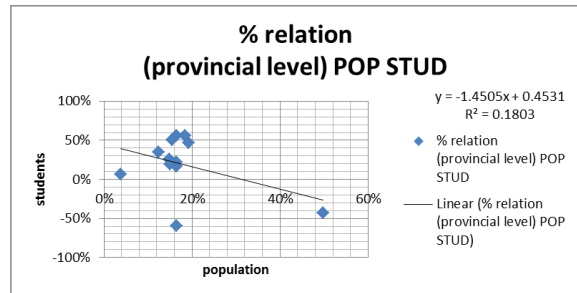 % relation
(provincial level) POP STUD
y = -1.4505x + 0.4531
R² = 0.1803
100%
50%
0%
-50%
-100%
0%
20%
40%
60%
students
population
% relation
(provincial level) POP
STUD
Linear (% relation
(provincial level) POP
STUD)